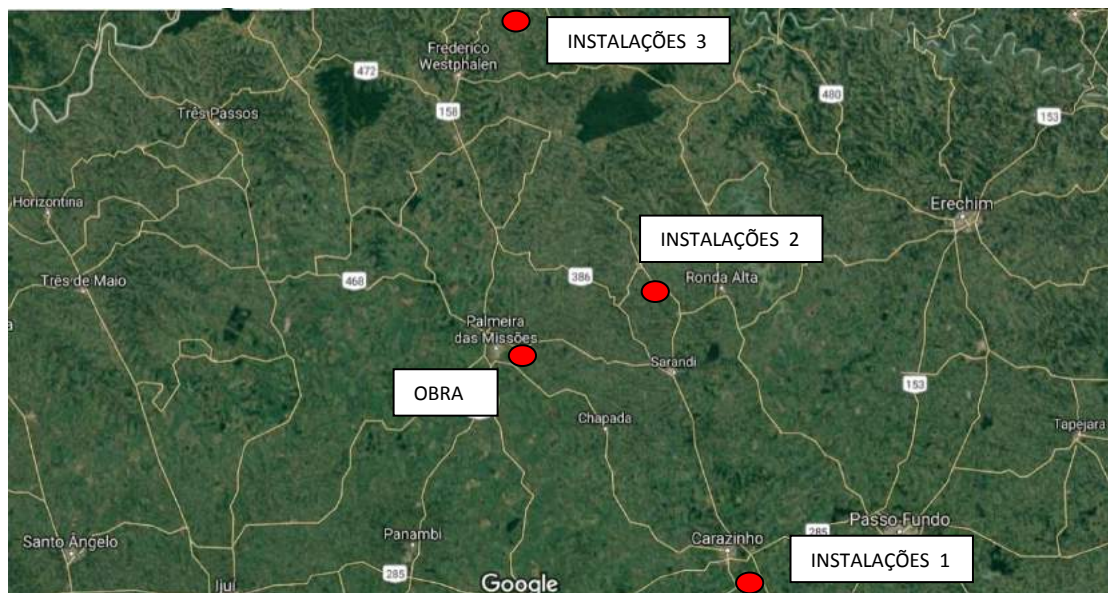 INSTALAÇÕES 3
Frederico
Westphalen
472
480
158
153
Três Passos
Horizontina
Erechim
INSTALAÇÕES 2
Três de Maio
468
386
Ronda Alta
Palmeira
das Missões
Sarandi
OBRA
153
Chapada
Tapejara
Santo Ângelo
Panambi
Carazinho
285
Passo Fundo
INSTALAÇÕES 1
285
Ijuí
Google